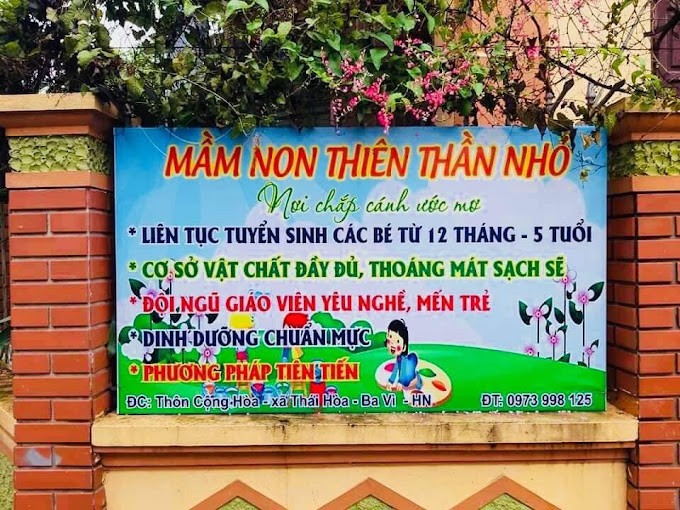 MẦM NON THIÊN THẦN NHỎ
Nơi chắp cánh ước mơ
* LIÊN TỤC TUYỂN SINH CÁC BÉ TỪ 12 THÁNG - 5 TUỔI
* CƠ SỞ VẬT CHẤT ĐẦY ĐỦ, THOÁNG MÁT SẠCH SẼ
* ĐỘI NGŨ GIÁO VIÊN YÊU NGHỀ, MẾN TRẺ
* DINH DƯỠNG CHUẨN MỰC
* PHƯƠNG PHÁP TIÊN TIẾN
ĐC: Thôn Cộng Hòa - xã Thái Hòa - Ba Vì - HN ĐT: 0973 998 125